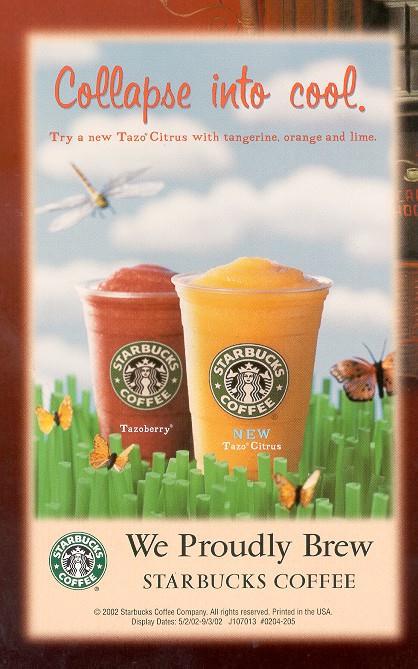 Collapse into cool.
Try a new Tazo® Citrus with tangerine, orange and lime.
STARBUCKS
COFFEE
Tazoberry®
STARBUCKS
COFFEE
NEW
Tazo® Citrus
STARBUCKS
COFFEE
®
We Proudly Brew
STARBUCKS COFFEE
© 2002 Starbucks Coffee Company. All rights reserved. Printed in the USA.
Display Dates: 5/2/02-9/3/02 J107013 #0204-205